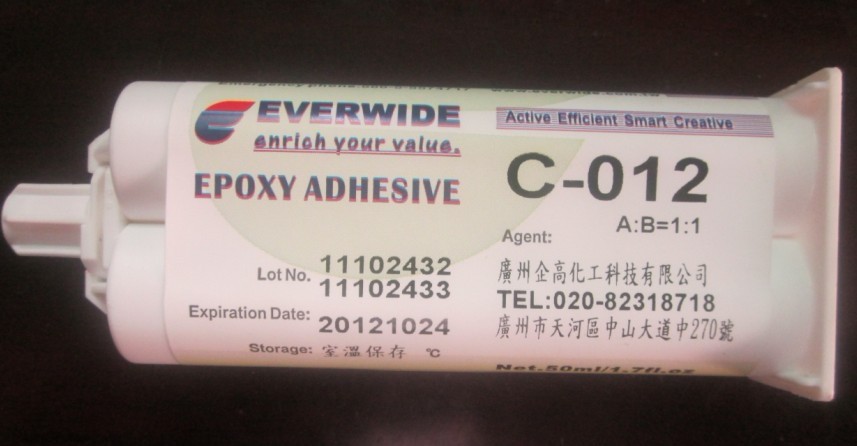 EVERWIDE
enrich your value.
EPOXY ADHESIVE
Active Efficient Smart Creative
C-012
A:B=1:1
Agent:
廣州企高化工科技有限公司
TEL:020-82318718
廣州市天河區中山大道中270號
Lot No. 11102432
11102433
Expiration Date: 20121024
Storage: 室溫保存 ℃
Net.50ml/1.7fl.oz